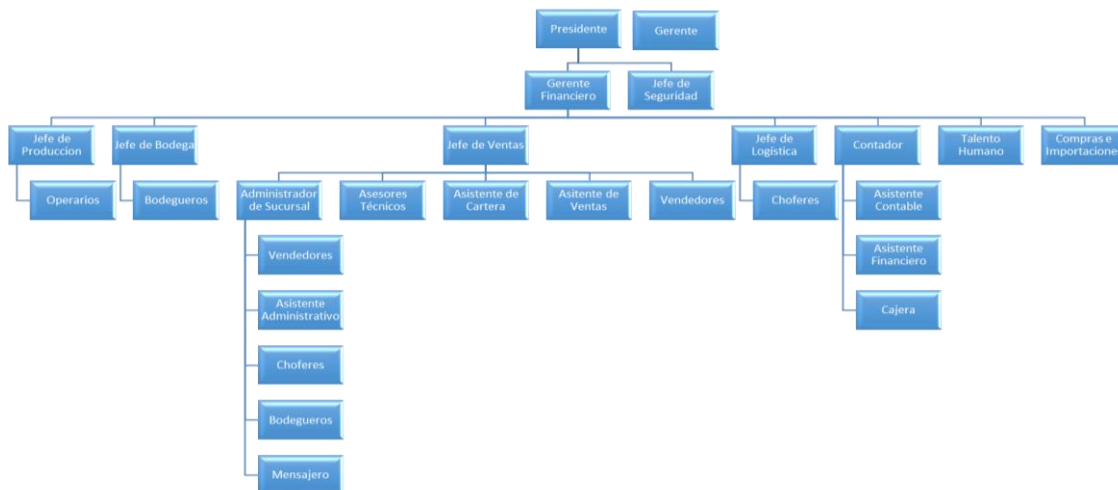 Presidente
Gerente
Gerente
Financiero
Jefe de
Seguridad
Jefe de
Produccion
Jefe de Bodega
Jefe de Ventas
Jefe de
Logística
Contador
Talento
Humano
Compras e
Importacione
Operarios
Bodegueros
Administrador
de Sucursal
Asesores
Técnicos
Asistente de
Cartera
Asitente de
Ventas
Vendedores
Choferes
Asistente
Contable
Vendedores
Asistente
Financiero
Asistente
Administrativo
Cajera
Choferes
Bodegueros
Mensajero